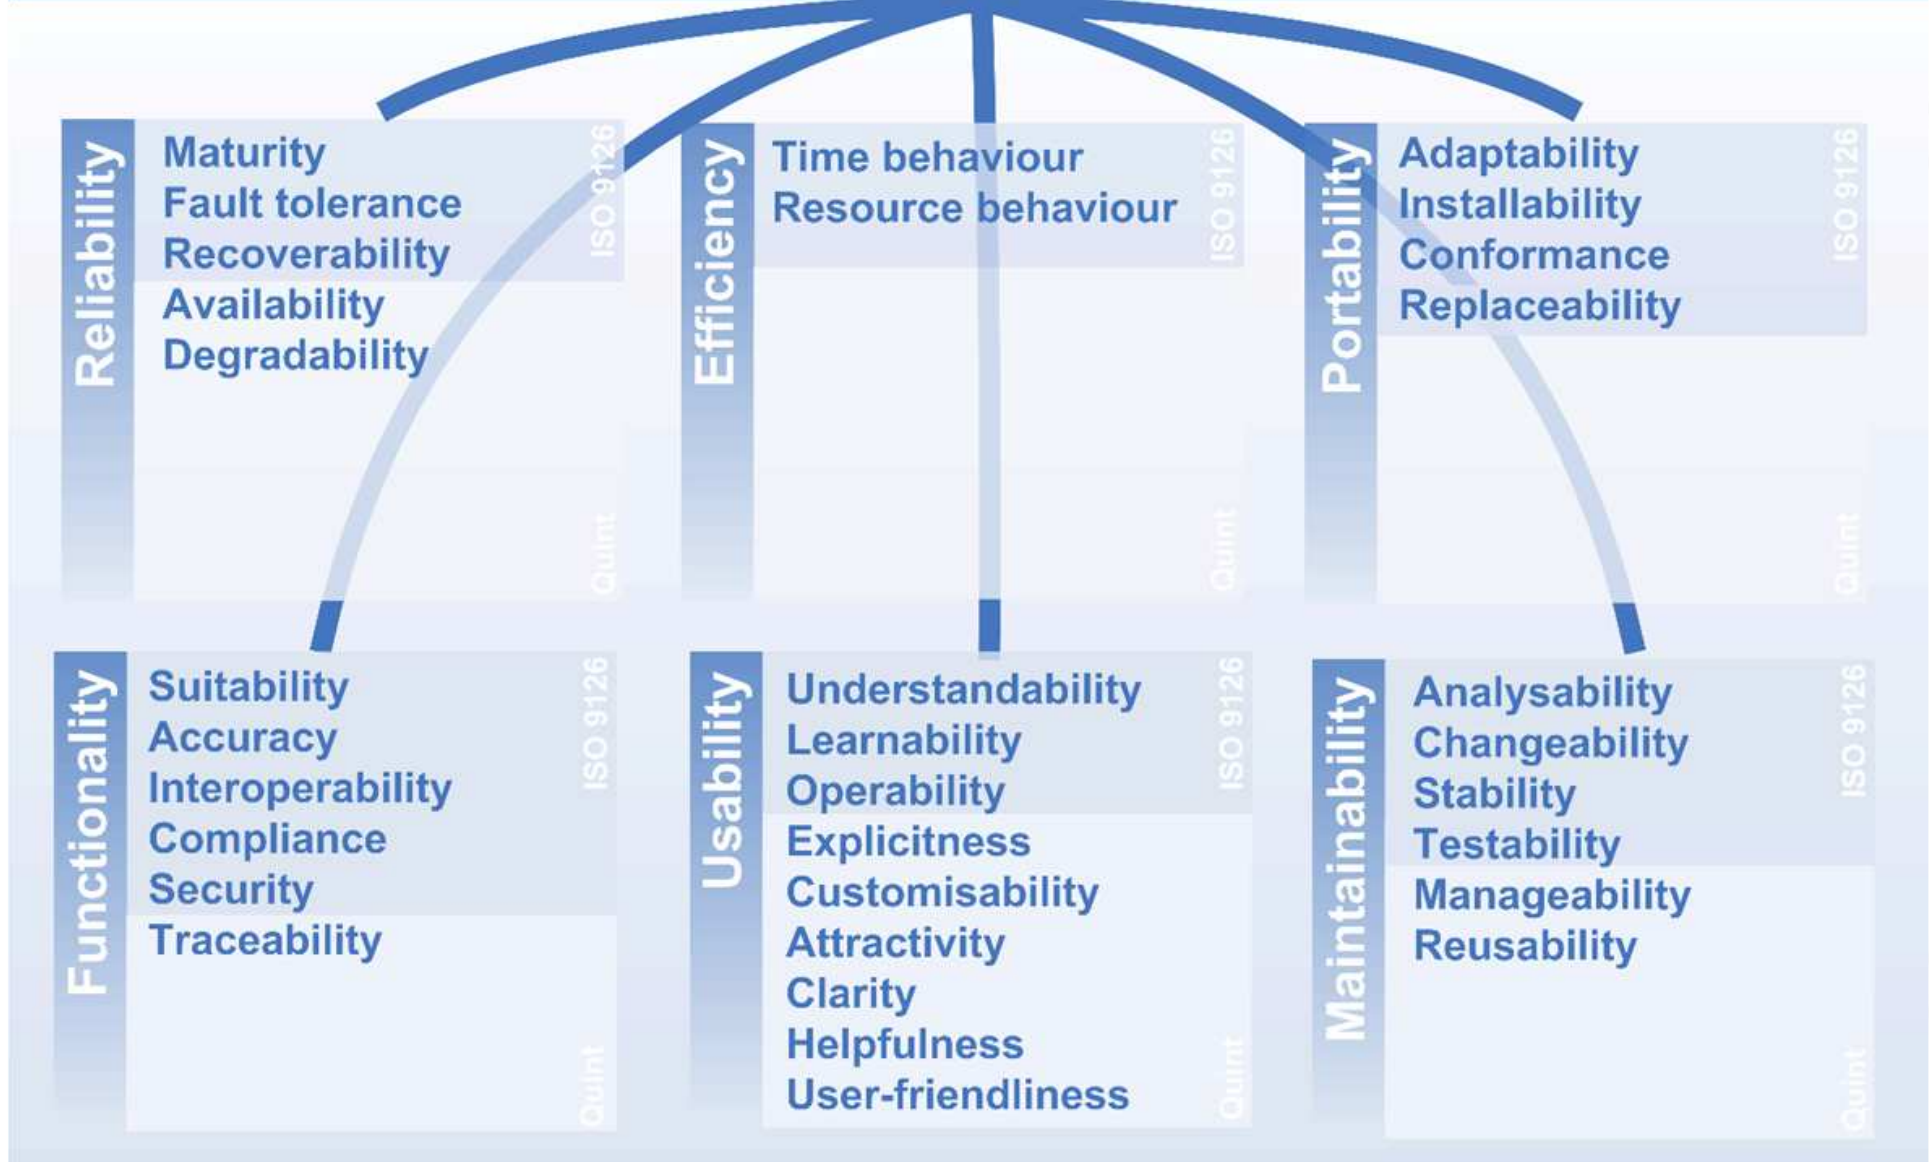 Reliability
Maturity
Fault tolerance
Recoverability
Availability
Degradability
ISO 9126
Quint
Efficiency
Time behaviour
Resource behaviour
ISO 9126
Quint
Portability
Adaptability
Installability
Conformance
Replaceability
ISO 9126
Quint
Functionality
Suitability
Accuracy
Interoperability
Compliance
Security
Traceability
ISO 9126
Quint
Usability
Understandability
Learnability
Operability
Explicitness
Customisability
Attractivity
Clarity
Helpfulness
User-friendliness
ISO 9126
Quint
Maintainability
Analysability
Changeability
Stability
Testability
Manageability
Reusability
ISO 9126
Quint